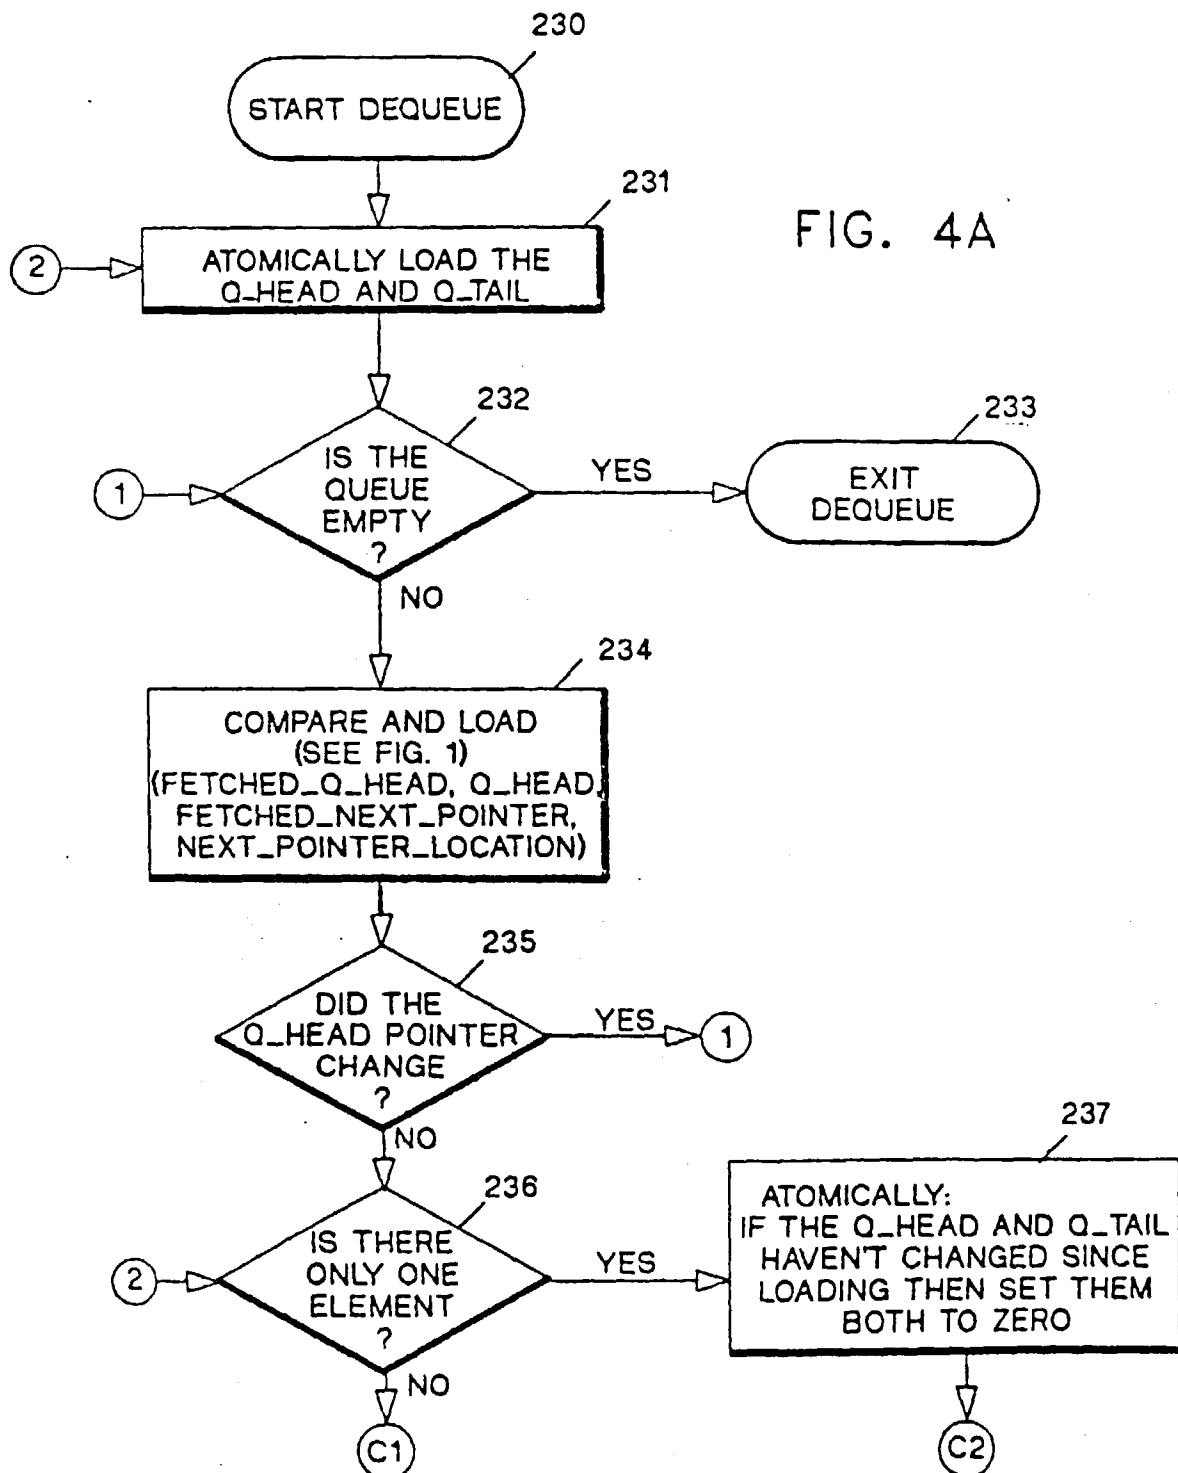 230
START DEQUEUE
231
FIG. 4A
2
ATOMICALLY LOAD THE
Q_HEAD AND Q_TAIL
232
233
1
IS THE
QUEUE
EMPTY
?
YES
EXIT
DEQUEUE
NO
234
COMPARE AND LOAD
(SEE FIG. 1)
(FETCHED_Q_HEAD, Q_HEAD,
FETCHED_NEXT_POINTER,
NEXT_POINTER_LOCATION)
235
DID THE
Q_HEAD POINTER
CHANGE
?
YES
1
NO
236
237
2
IS THERE
ONLY ONE
ELEMENT
?
YES
ATOMICALLY:
IF THE Q_HEAD AND Q_TAIL
HAVEN'T CHANGED SINCE
LOADING THEN SET THEM
BOTH TO ZERO
NO
C1
C2